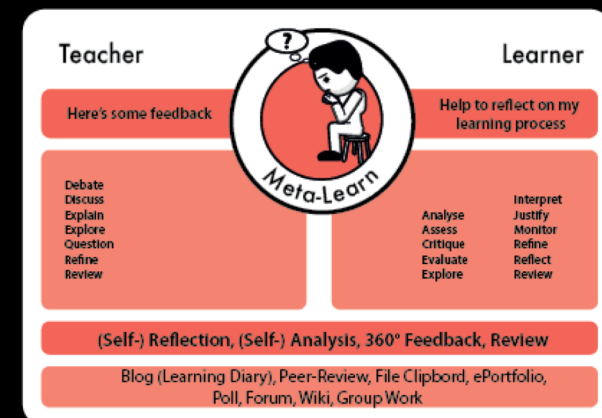 ?
Teacher
Learner
Here's some feedback
Help to reflect on my
learning process
Meta-Learn
Debate
Discuss
Explain
Explore
Question
Refine
Review
Analyse
Assess
Critique
Evaluate
Explore
Interpret
Justify
Monitor
Refine
Reflect
Review
(Self-) Reflection, (Self-) Analysis, 360° Feedback, Review
Blog (Learning Diary), Peer-Review, File Clipbord, ePortfolio,
Poll, Forum, Wiki, Group Work